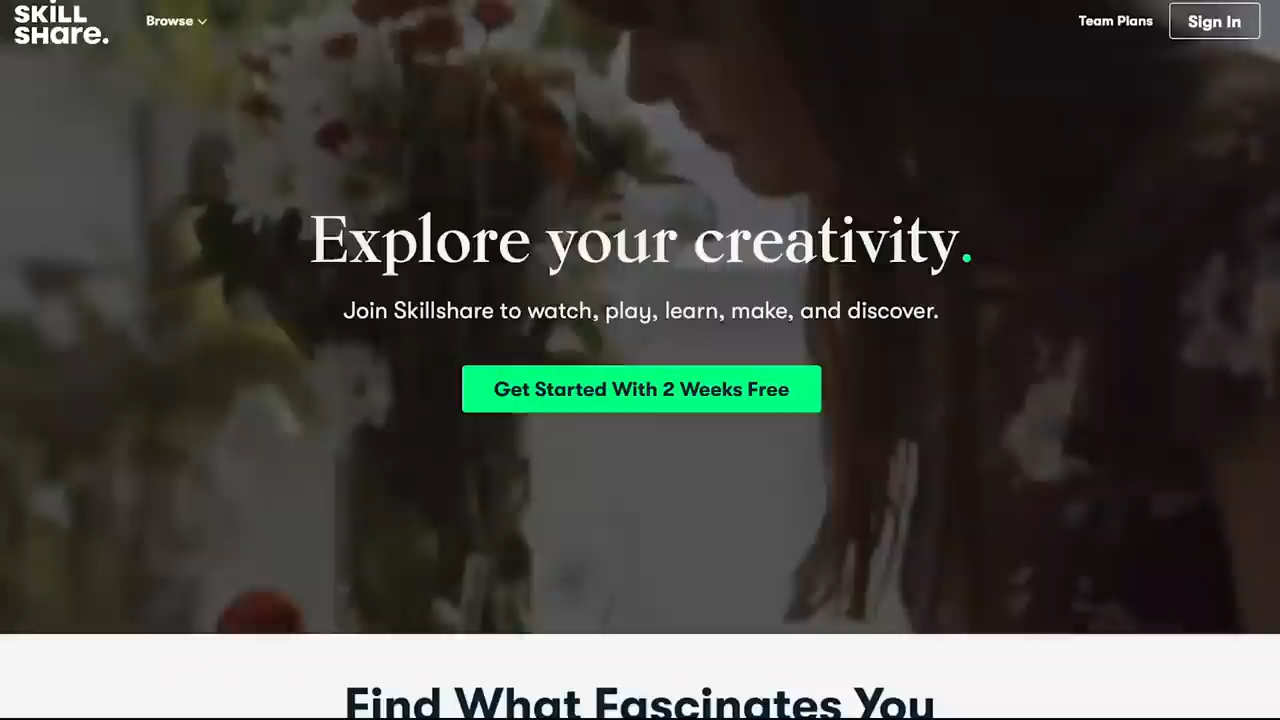 SKILL
SHare.
Browse
Team Plans
Sign In
Explore your creativity.
Join Skillshare to watch, play, learn, make, and discover.
Get Started With 2 Weeks Free
Find What Fascinates You